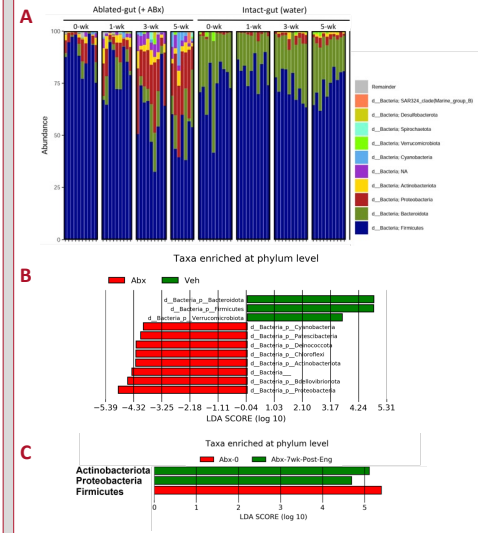 A
Ablated-gut (+ ABx)
Intact-gut (water)
0-wk 1-wk 3-wk 5-wk 0-wk 1-wk 3-wk 5-wk
100
75
50
25
0
Abundance
Remainder
d__Bacteria; SAR324_clade(Marine_group_B)
d__Bacteria; Desulfobacterota
d__Bacteria; Spirochaetota
d__Bacteria; Verrucomicrobiota
d__Bacteria; Cyanobacteria
d__Bacteria; NA
d__Bacteria; Actinobacteriota
d__Bacteria; Proteobacteria
d__Bacteria; Bacteroidota
d__Bacteria; Firmicutes
Taxa enriched at phylum level
B
Abx Veh
d__Bacteria_p__Bacteroidota
d__Bacteria_p__Firmicutes
d__Bacteria_p__Verrucomicrobiota
d__Bacteria_p__Cyanobacteria
d__Bacteria_p__Patescibacteria
d__Bacteria_p__Deinococcota
d__Bacteria_p__Chloroflexi
d__Bacteria_p__Actinobacteriota
d__Bacteria___
d__Bacteria_p__Bdellovibrionota
d__Bacteria_p__Proteobacteria
−5.39 −4.32 −3.25 −2.18 −1.11 −0.04 1.03 2.10 3.17 4.24 5.31
LDA SCORE (log 10)
C
Taxa enriched at phylum level
Abx-0 Abx-7wk-Post-Eng
Actinobacteriota
Proteobacteria
Firmicutes
0 1 2 3 4 5
LDA SCORE (log 10)